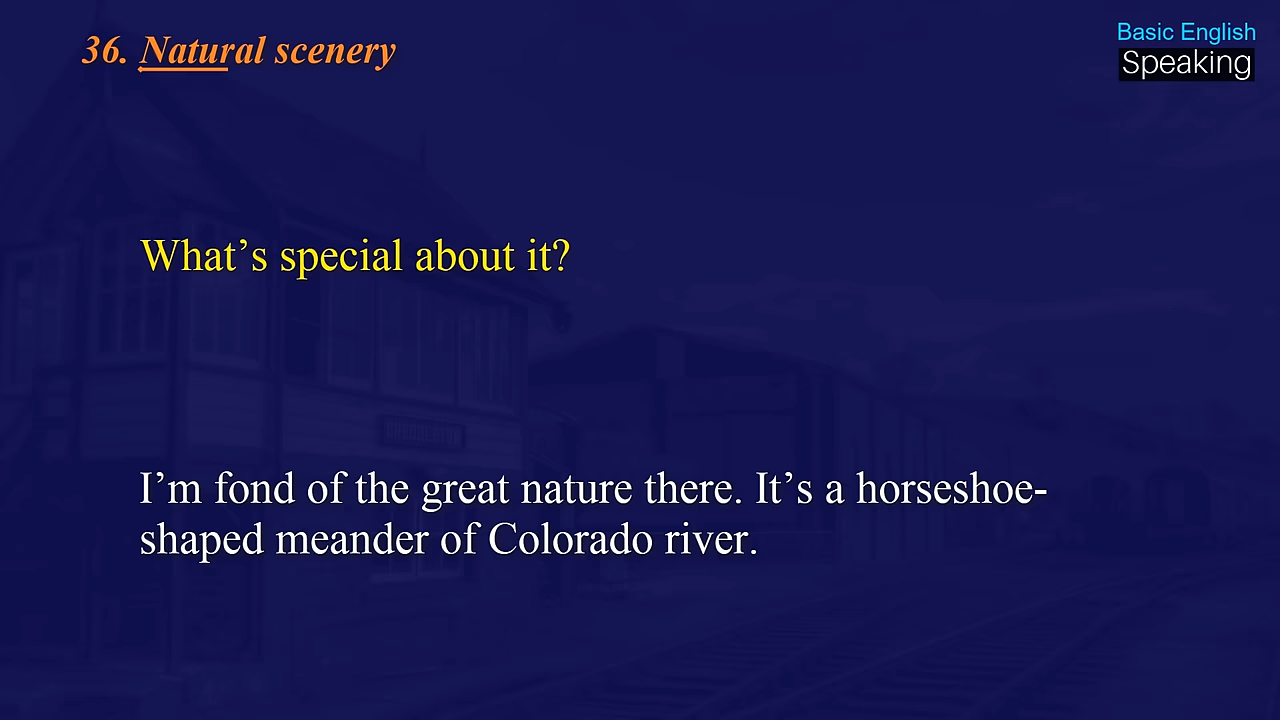 36. Natural scenery
Basic English
Speaking
What’s special about it?
I’m fond of the great nature there. It’s a horseshoe-
shaped meander of Colorado river.